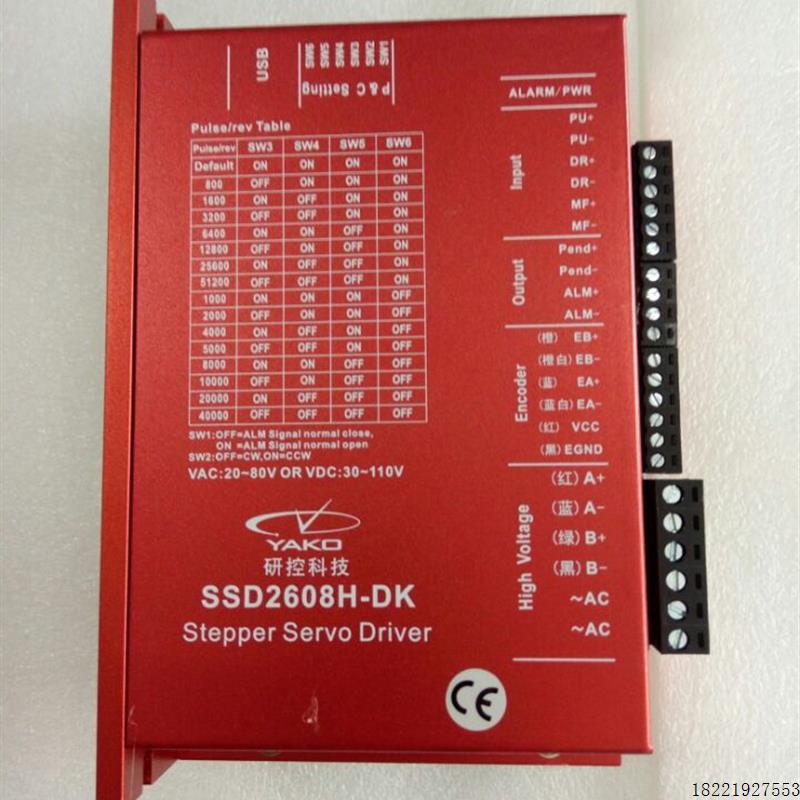 USB
SW6
SW5
SW4
SW3
SW2
SW1
P & C Setting
Pulse/rev Table
Pulse/rev SW3 SW4 SW5 SW6
Default ON ON ON ON
800 OFF ON ON ON
1600 ON OFF ON ON
3200 OFF OFF ON ON
6400 ON ON OFF ON
12800 OFF ON OFF ON
25600 ON OFF OFF ON
51200 OFF OFF OFF ON
1000 ON ON ON OFF
2000 OFF ON ON OFF
4000 ON OFF ON OFF
5000 OFF OFF ON OFF
8000 ON ON OFF OFF
10000 OFF ON OFF OFF
20000 ON OFF OFF OFF
40000 OFF OFF OFF OFF
SW1:OFF=ALM Signal normal close,
ON =ALM Signal normal open
SW2:OFF=CW,ON=CCW
VAC:20~80V OR VDC:30~110V
YAKO
研控科技
SSD2608H-DK
Stepper Servo Driver
CE
ALARM/PWR
Input
PU+
PU-
DR+
DR-
MF+
MF-
Output
Pend+
Pend-
ALM+
ALM-
Encoder
(橙) EB+
(橙白) EB-
(蓝) EA+
(蓝白) EA-
(红) VCC
(黑) EGND
High Voltage
(红) A+
(蓝) A-
(绿) B+
(黑) B-
~AC
~AC
18221927553